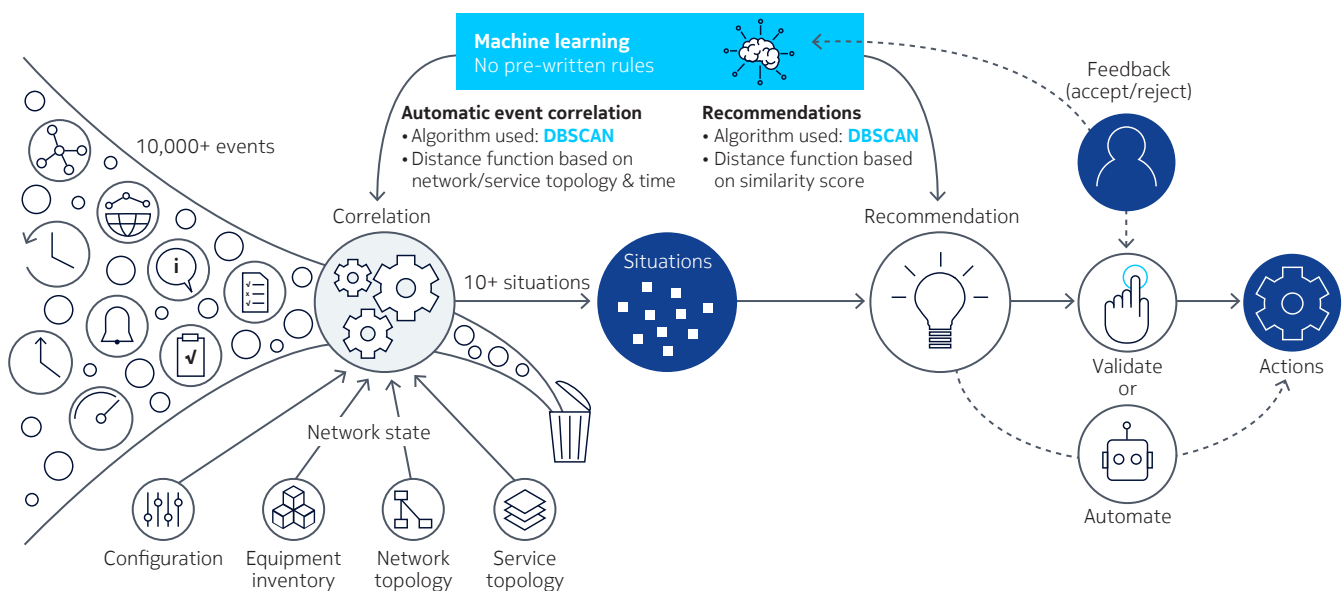 Machine learning
No pre-written rules
Feedback
(accept/reject)
Automatic event correlation
• Algorithm used: DBSCAN
• Distance function based on
network/service topology & time
Recommendations
• Algorithm used: DBSCAN
• Distance function based
on similarity score
10,000+ events
Correlation
Recommendation
i
Situations
10+ situations
Validate
or
Actions
Network state
Automate
Configuration
Equipment
inventory
Network
topology
Service
topology